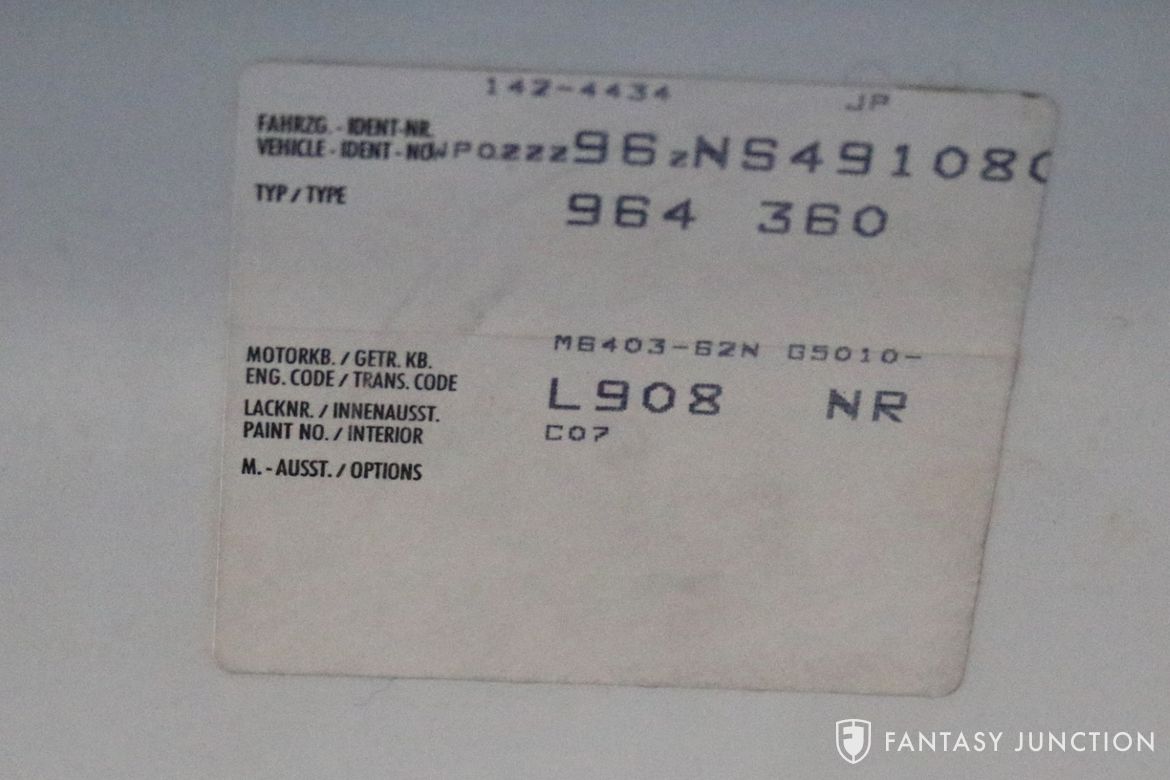 142-4434 JP
FAHRZG. - IDENT-NR.
VEHICLE - IDENT - NO WP0ZZZ96ZNS491080
TYP / TYPE 964 360
MOTORKB. / GETR. KB. M6403-62N G5010-
ENG. CODE / TRANS. CODE
LACKNR. / INNENAUSST. L908 NR
PAINT NO. / INTERIOR C07
M. - AUSST. / OPTIONS
FANTASY JUNCTION